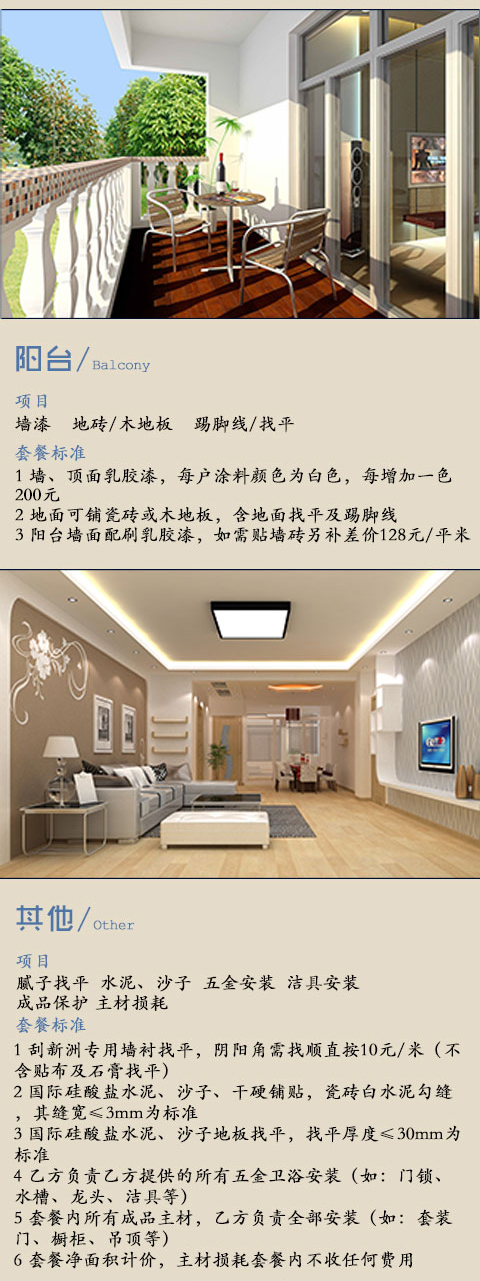 阳台/Balcony
项目
墙漆 地砖/木地板 踢脚线/找平
套餐标准
1 墙、顶面乳胶漆，每户涂料颜色为白色，每增加一色
200元
2 地面可铺瓷砖或木地板，含地面找平及踢脚线
3 阳台墙面配刷乳胶漆，如需贴墙砖另补差价128元/平米
其他/Other
项目
腻子找平 水泥、沙子 五金安装 洁具安装
成品保护 主材损耗
套餐标准
1 刮新洲专用墙衬找平，阴阳角需找顺直按10元/米（不
含贴布及石膏找平）
2 国际硅酸盐水泥、沙子、干硬铺贴，瓷砖白水泥勾缝
，其缝宽≤3mm为标准
3 国际硅酸盐水泥、沙子地板找平，找平厚度≤30mm为
标准
4 乙方负责乙方提供的所有五金卫浴安装（如：门锁、
水槽、龙头、洁具等）
5 套餐内所有成品主材，乙方负责全部安装（如：套装
门、橱柜、吊顶等）
6 套餐净面积计价，主材损耗套餐内不收任何费用